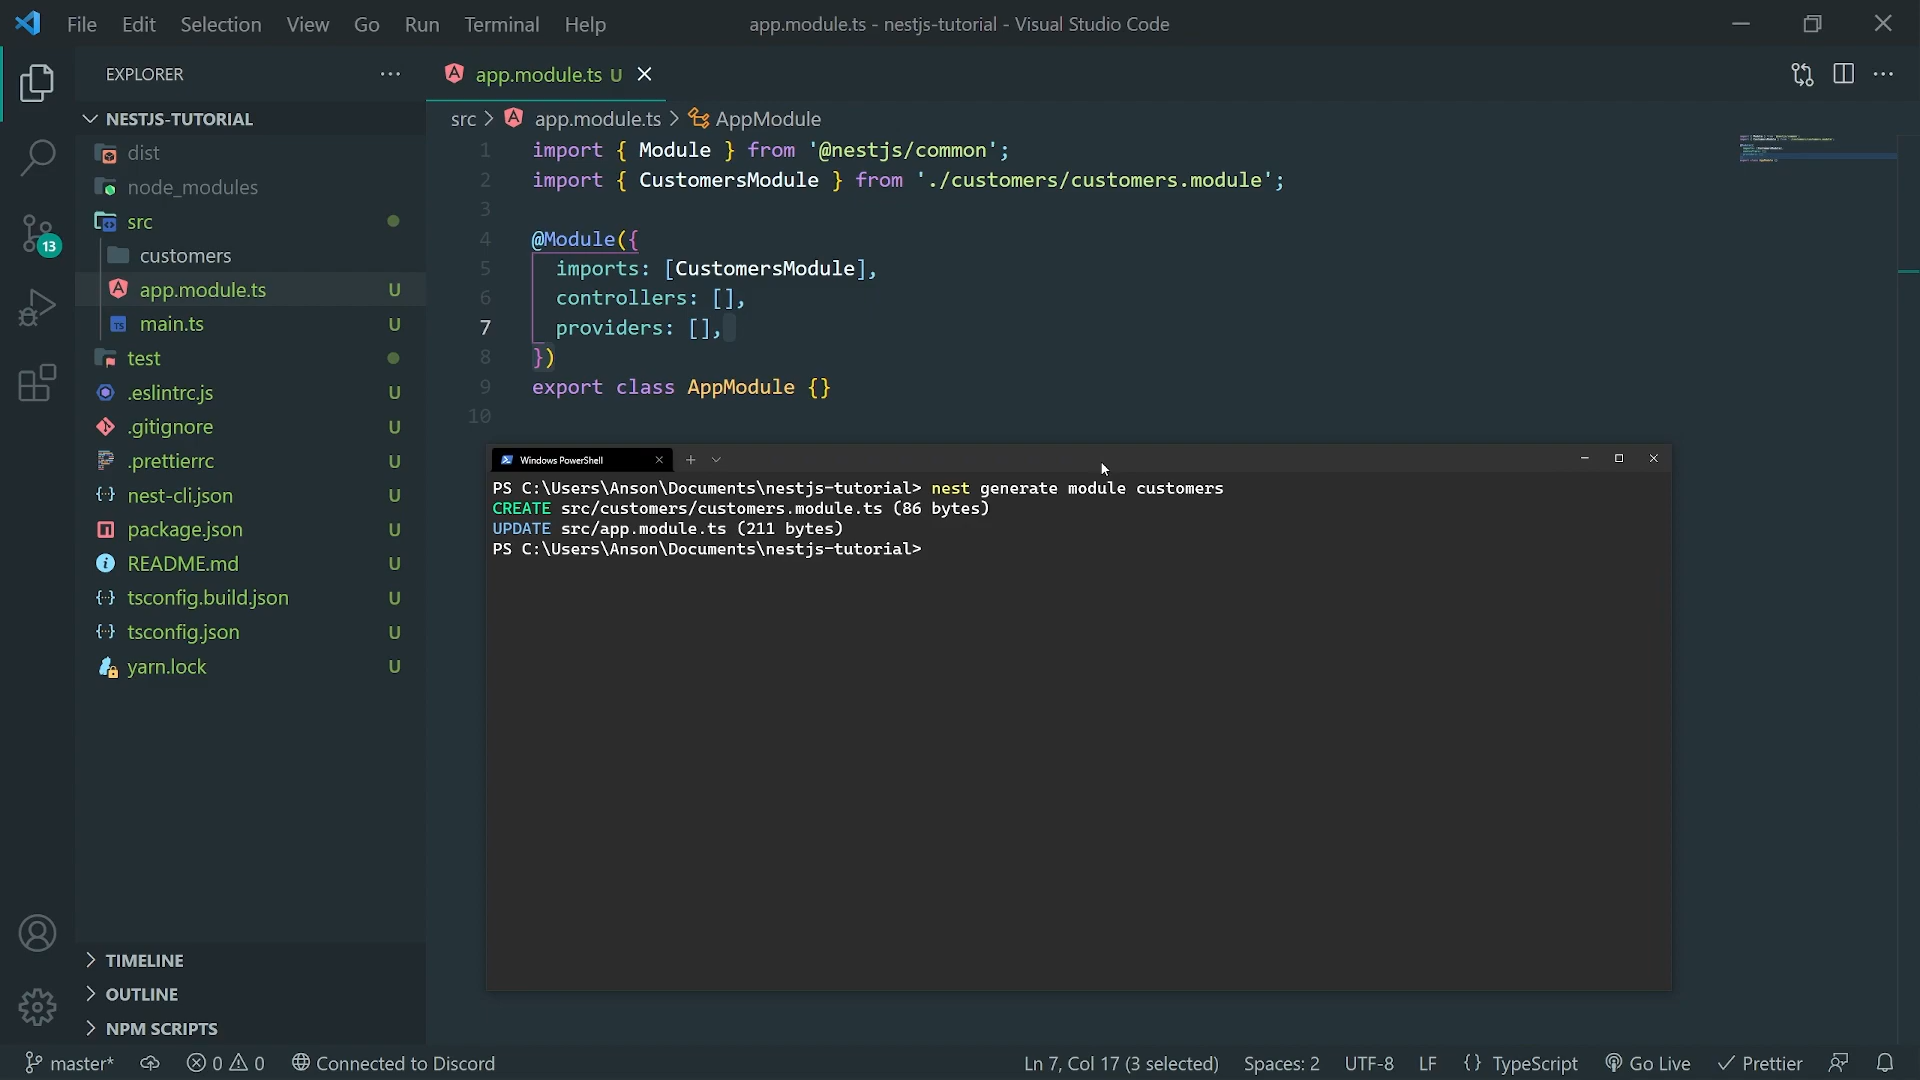 File Edit Selection View Go Run Terminal Help
app.module.ts - nestjs-tutorial - Visual Studio Code
EXPLORER
NESTJS-TUTORIAL
dist
node_modules
src
customers
app.module.ts U
main.ts U
test
.eslintrc.js U
.gitignore U
.prettierrc U
nest-cli.json U
package.json U
README.md U
tsconfig.build.json U
tsconfig.json U
yarn.lock U
TIMELINE
OUTLINE
NPM SCRIPTS
13
app.module.ts U
src > app.module.ts > AppModule
1 import { Module } from '@nestjs/common';
2 import { CustomersModule } from './customers/customers.module';
3
4 @Module({
5 imports: [CustomersModule],
6 controllers: [],
7 providers: [],
8 })
9 export class AppModule {}
10
Windows PowerShell
PS C:\Users\Anson\Documents\nestjs-tutorial> nest generate module customers
CREATE src/customers/customers.module.ts (86 bytes)
UPDATE src/app.module.ts (211 bytes)
PS C:\Users\Anson\Documents\nestjs-tutorial>
master* 0 0 Connected to Discord
Ln 7, Col 17 (3 selected) Spaces: 2 UTF-8 LF {} TypeScript Go Live Prettier